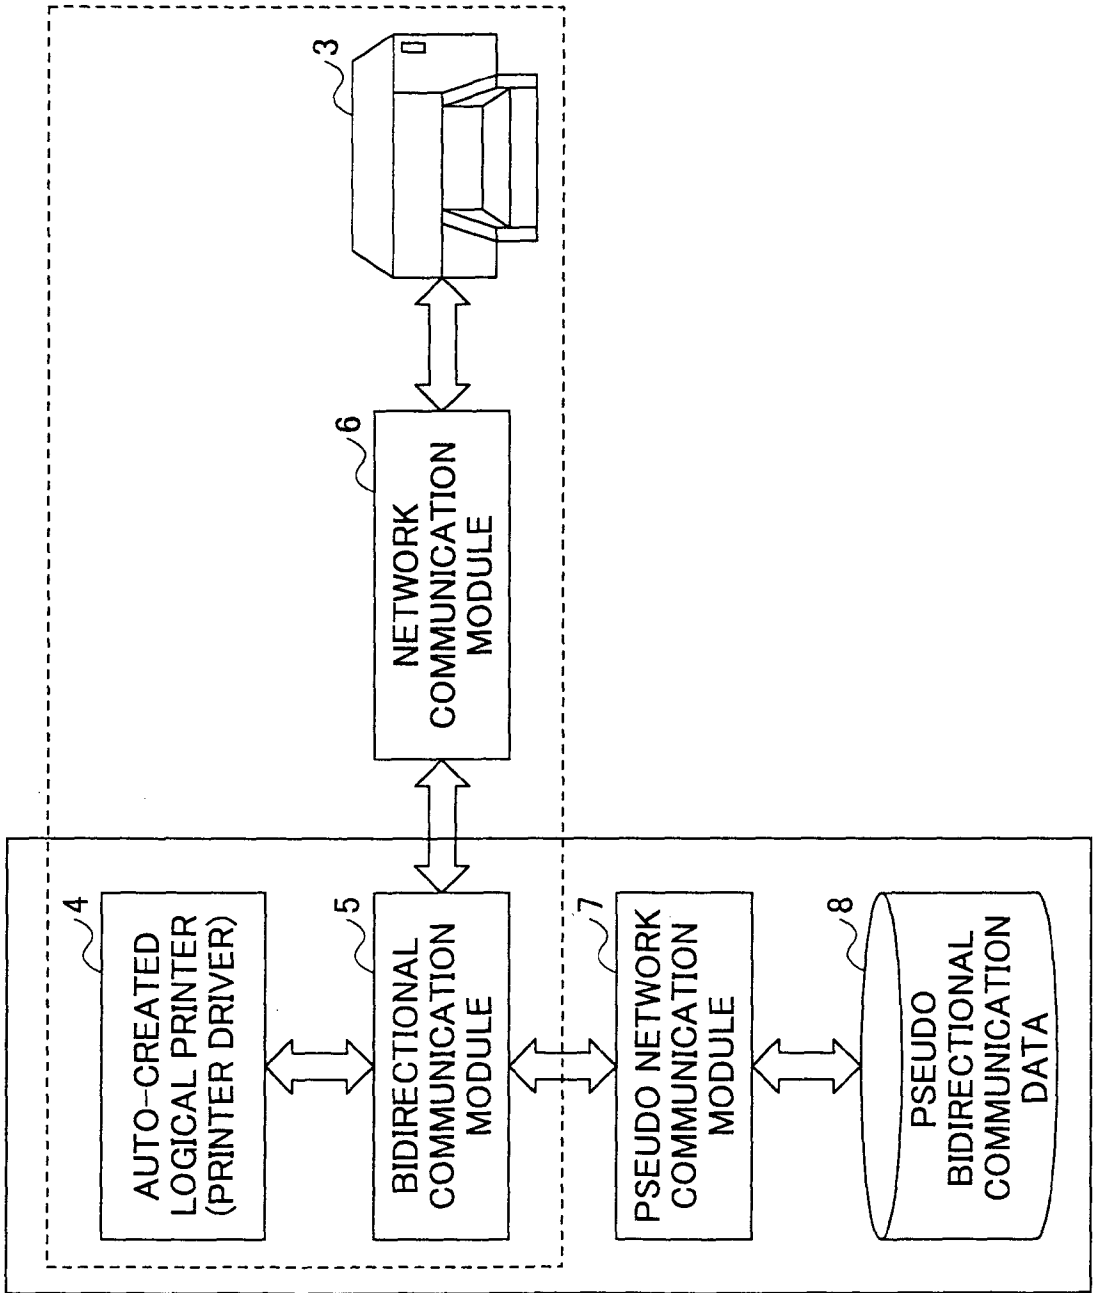 4
AUTO-CREATED
LOGICAL PRINTER
(PRINTER DRIVER)
5
BIDIRECTIONAL
COMMUNICATION
MODULE
6
NETWORK
COMMUNICATION
MODULE
3
7
PSEUDO NETWORK
COMMUNICATION
MODULE
8
PSEUDO
BIDIRECTIONAL
COMMUNICATION
DATA